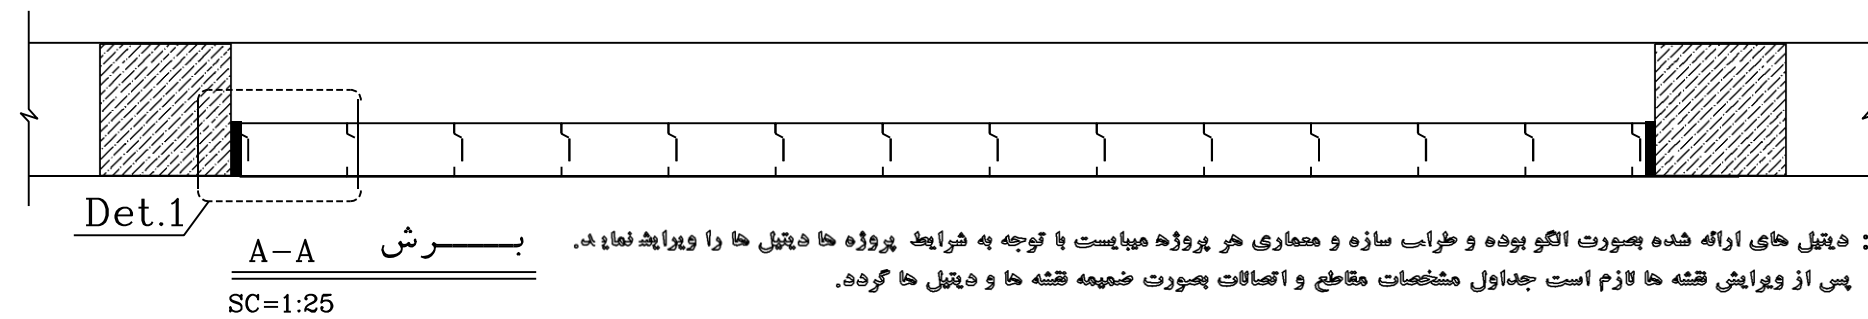 Det.1
برش A-A
SC=1:25
: دیتیل های ارائه شده بصورت الگو بوده و طراب سازه و معماری هر پروژه میبایست با توجه به شرایط پروژه ها دیتیل ها را ویرایش نماید.
پس از ویرایش نقشه ها لازم است جداول مشخصات مقاطع و اتصالات بصورت ضمیمه نقشه ها و دیتیل ها گردد.